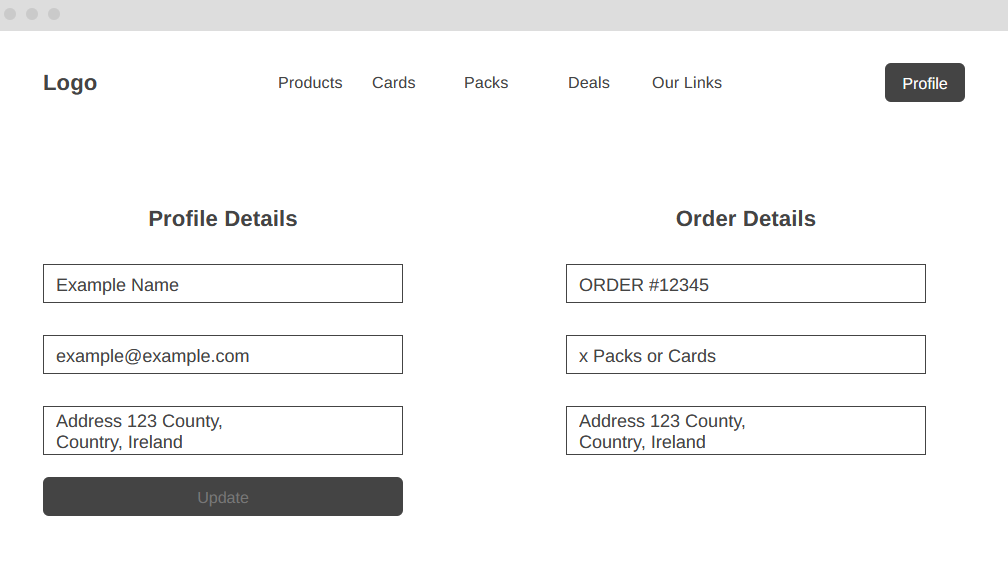 Logo
Products
Cards
Packs
Deals
Our Links
Profile
Profile Details
Example Name
example@example.com
Address 123 County,
Country, Ireland
Update
Order Details
ORDER #12345
x Packs or Cards
Address 123 County,
Country, Ireland